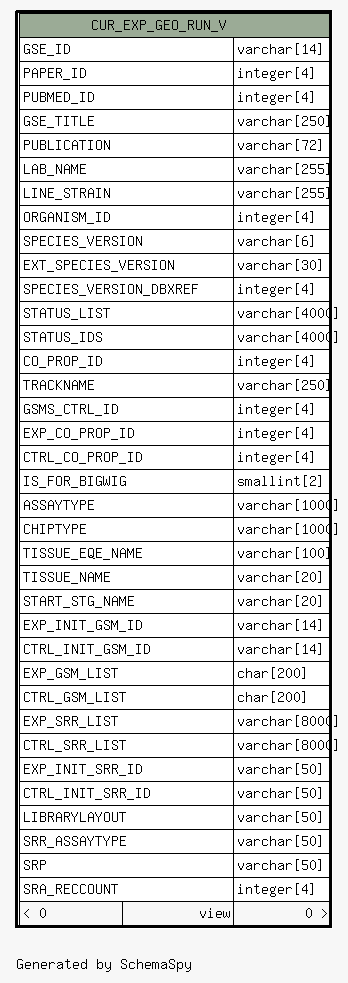 CUR_EXP_GEO_RUN_V
GSE_ID varchar[14]
PAPER_ID integer[4]
PUBMED_ID integer[4]
GSE_TITLE varchar[250]
PUBLICATION varchar[72]
LAB_NAME varchar[255]
LINE_STRAIN varchar[255]
ORGANISM_ID integer[4]
SPECIES_VERSION varchar[6]
EXT_SPECIES_VERSION varchar[30]
SPECIES_VERSION_DBXREF integer[4]
STATUS_LIST varchar[4000]
STATUS_IDS varchar[4000]
CO_PROP_ID integer[4]
TRACKNAME varchar[250]
GSMS_CTRL_ID integer[4]
EXP_CO_PROP_ID integer[4]
CTRL_CO_PROP_ID integer[4]
IS_FOR_BIGWIG smallint[2]
ASSAYTYPE varchar[1000]
CHIPTYPE varchar[1000]
TISSUE_EQE_NAME varchar[100]
TISSUE_NAME varchar[20]
START_STG_NAME varchar[20]
EXP_INIT_GSM_ID varchar[14]
CTRL_INIT_GSM_ID varchar[14]
EXP_GSM_LIST char[200]
CTRL_GSM_LIST char[200]
EXP_SRR_LIST varchar[8000]
CTRL_SRR_LIST varchar[8000]
EXP_INIT_SRR_ID varchar[50]
CTRL_INIT_SRR_ID varchar[50]
LIBRARYLAYOUT varchar[50]
SRR_ASSAYTYPE varchar[50]
SRP varchar[50]
SRA_RECCOUNT integer[4]
< 0 view 0 >
Generated by SchemaSpy